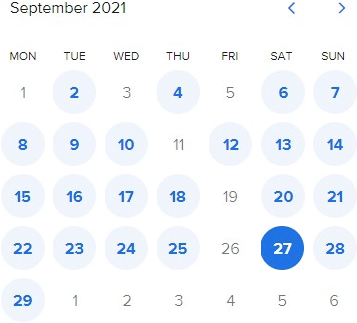 September 2021
MON TUE WED THU FRI SAT SUN
1 2 3 4 5 6 7
8 9 10 11 12 13 14
15 16 17 18 19 20 21
22 23 24 25 26 27 28
29 1 2 3 4 5 6